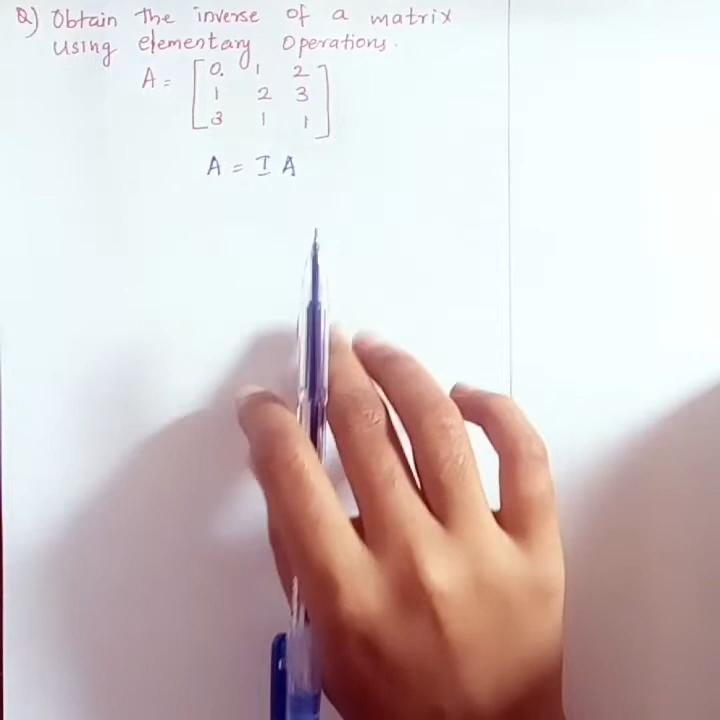 Q) Obtain the inverse of a matrix
using elementary Operations.
A = [ 0. 1 2
1 2 3
3 1 1 ]
A = I A